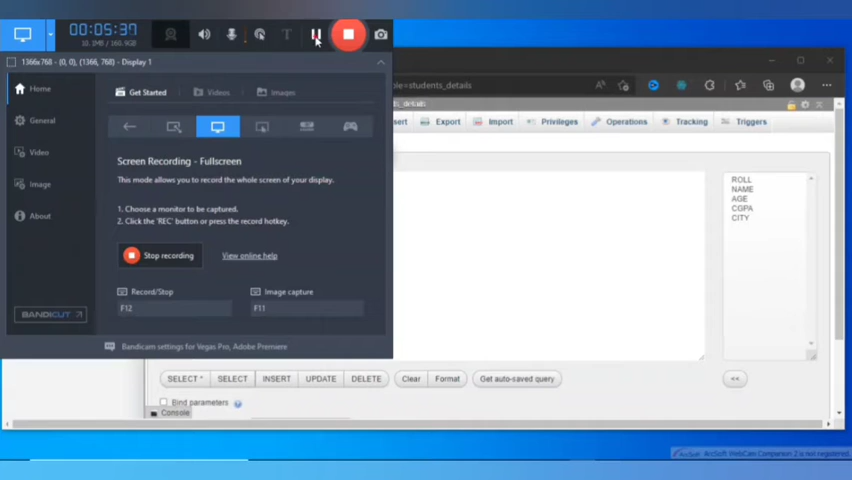 00:05:37
10.1MB / 160.9GB
T
1366x768 - (0, 0), (1366, 768) - Display 1
Home
General
Video
Image
About
Get Started
Videos
Images
Screen Recording - Fullscreen
This mode allows you to record the whole screen of your display.
1. Choose a monitor to be captured.
2. Click the 'REC' button or press the record hotkey.
Stop recording
View online help
Record/Stop
Image capture
F12
F11
BANDICUT
Bandicam settings for Vegas Pro, Adobe Premiere
ole=students_details
ts_details
sert
Export
Import
Privileges
Operations
Tracking
Triggers
ROLL
NAME
AGE
CGPA
CITY
SELECT *
SELECT
INSERT
UPDATE
DELETE
Clear
Format
Get auto-saved query
<<
Bind parameters
Console
ArcSoft WebCam Companion 2 is not registered.